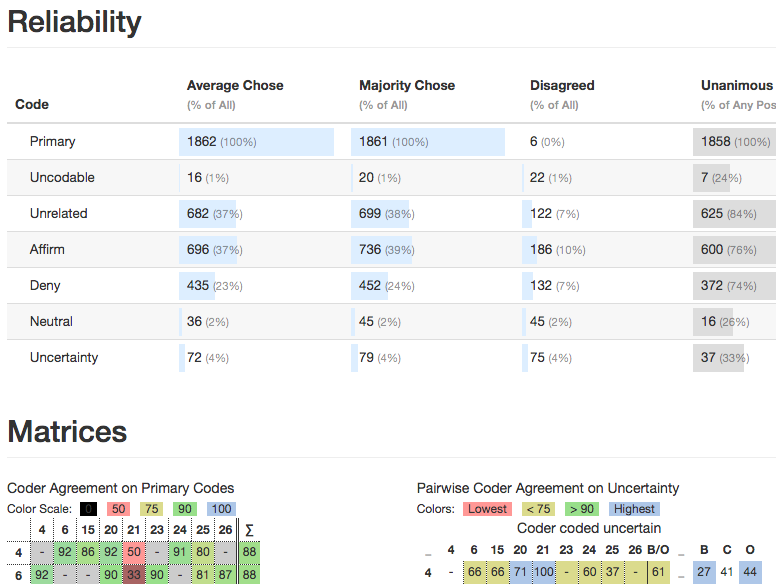 Reliability
Code Average Chose (% of All) Majority Chose (% of All) Disagreed (% of All) Unanimous (% of Any Pos
Primary 1862 (100%) 1861 (100%) 6 (0%) 1858 (100%)
Uncodable 16 (1%) 20 (1%) 22 (1%) 7 (24%)
Unrelated 682 (37%) 699 (38%) 122 (7%) 625 (84%)
Affirm 696 (37%) 736 (39%) 186 (10%) 600 (76%)
Deny 435 (23%) 452 (24%) 132 (7%) 372 (74%)
Neutral 36 (2%) 45 (2%) 45 (2%) 16 (26%)
Uncertainty 72 (4%) 79 (4%) 75 (4%) 37 (33%)
Matrices
Coder Agreement on Primary Codes
Color Scale: 0 50 75 90 100
4 6 15 20 21 23 24 25 26 ∑
4 - 92 86 92 50 - 91 80 - 88
6 92 - - 90 33 90 - 81 87 88
Pairwise Coder Agreement on Uncertainty
Colors: Lowest < 75 > 90 Highest
Coder coded uncertain
_ 4 6 15 20 21 23 24 25 26 B/O _ B C O
4 - 66 66 71 100 - 60 37 - 61 _ 27 41 44